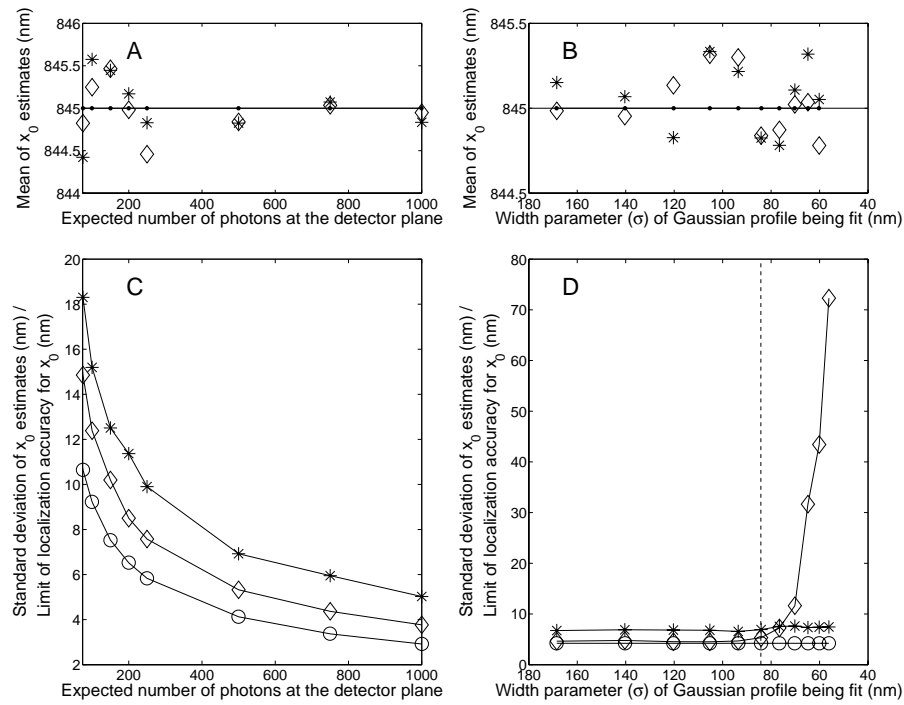 A
846
845.5
845
844.5
844
200 400 600 800 1000
Mean of x0 estimates (nm)
Expected number of photons at the detector plane
B
845.5
845
844.5
180 160 140 120 100 80 60 40
Mean of x0 estimates (nm)
Width parameter (σ) of Gaussian profile being fit (nm)
C
20
18
16
14
12
10
8
6
4
2
200 400 600 800 1000
Standard deviation of x0 estimates (nm) /
Limit of localization accuracy for x0 (nm)
Expected number of photons at the detector plane
D
80
70
60
50
40
30
20
10
0
180 160 140 120 100 80 60 40
Standard deviation of x0 estimates (nm) /
Limit of localization accuracy for x0 (nm)
Width parameter (σ) of Gaussian profile being fit (nm)